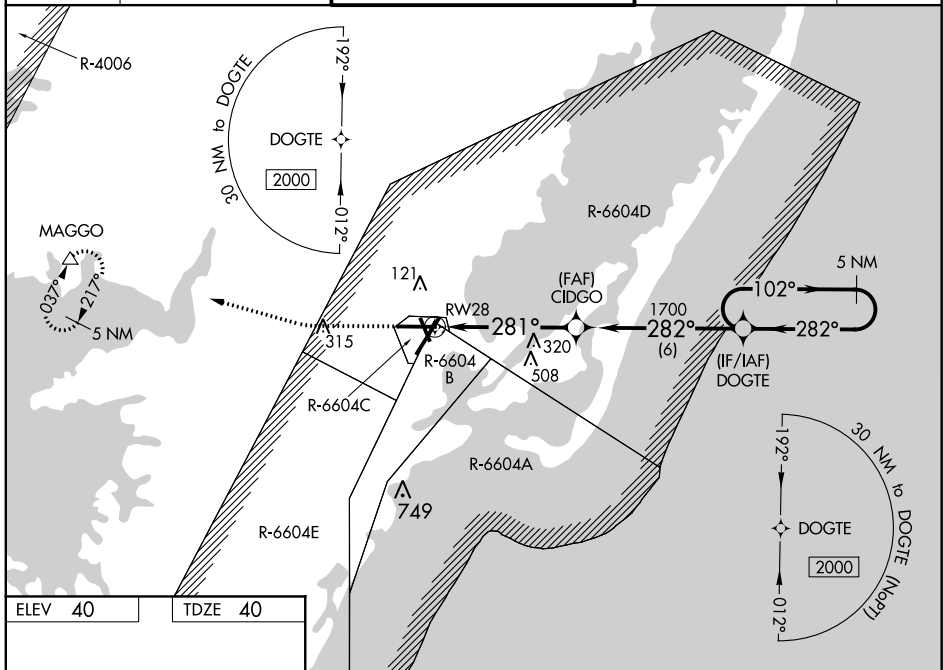 R-4006
30 NM to DOGTE
192°
DOGTE
2000
012°
R-6604D
MAGGO
037°
217°
5 NM
121
(FAF)
CIDGO
5 NM
102°
RW28
281°
1700
282°
(6)
282°
315
320
508
R-6604
B
(IF/IAF)
DOGTE
R-6604C
R-6604A
749
R-6604E
192°
30 NM to DOGTE (NoPT)
DOGTE
2000
012°
ELEV 40
TDZE 40